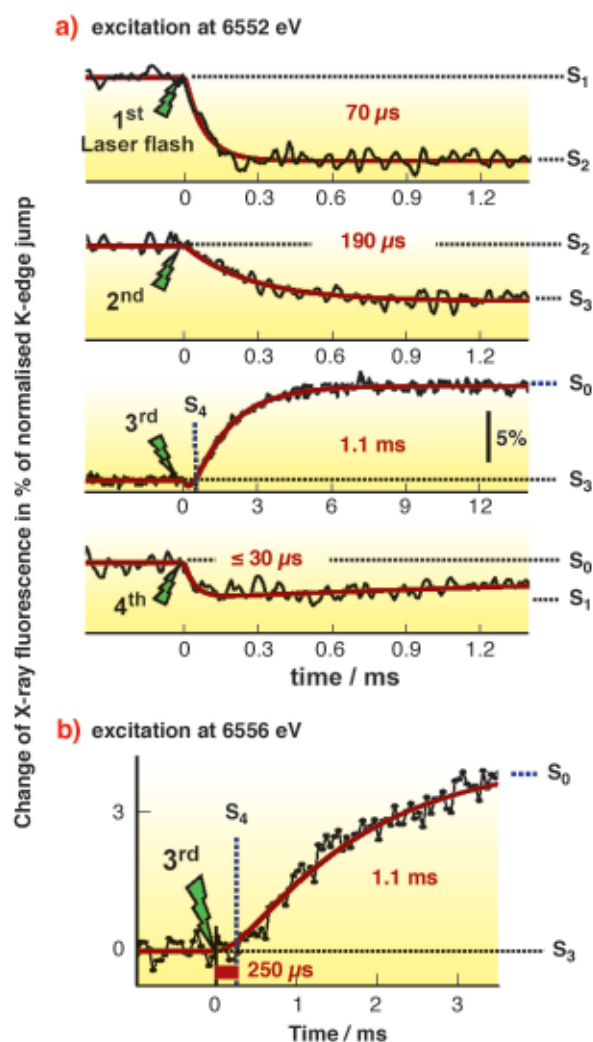 a) excitation at 6552 eV
Change of X-ray fluorescence in % of normalised K-edge jump
S1
1st
Laser flash
70 µs
S2
0 0.3 0.6 0.9 1.2
S2
190 µs
2nd
S3
0 0.3 0.6 0.9 1.2
S0
S4
3rd
5%
1.1 ms
S3
0 3 6 9 12
S0
≤ 30 µs
4th
S1
0 0.3 0.6 0.9 1.2
time / ms
b) excitation at 6556 eV
S0
3
S4
3rd
1.1 ms
0
S3
250 µs
0 1 2 3
Time / ms